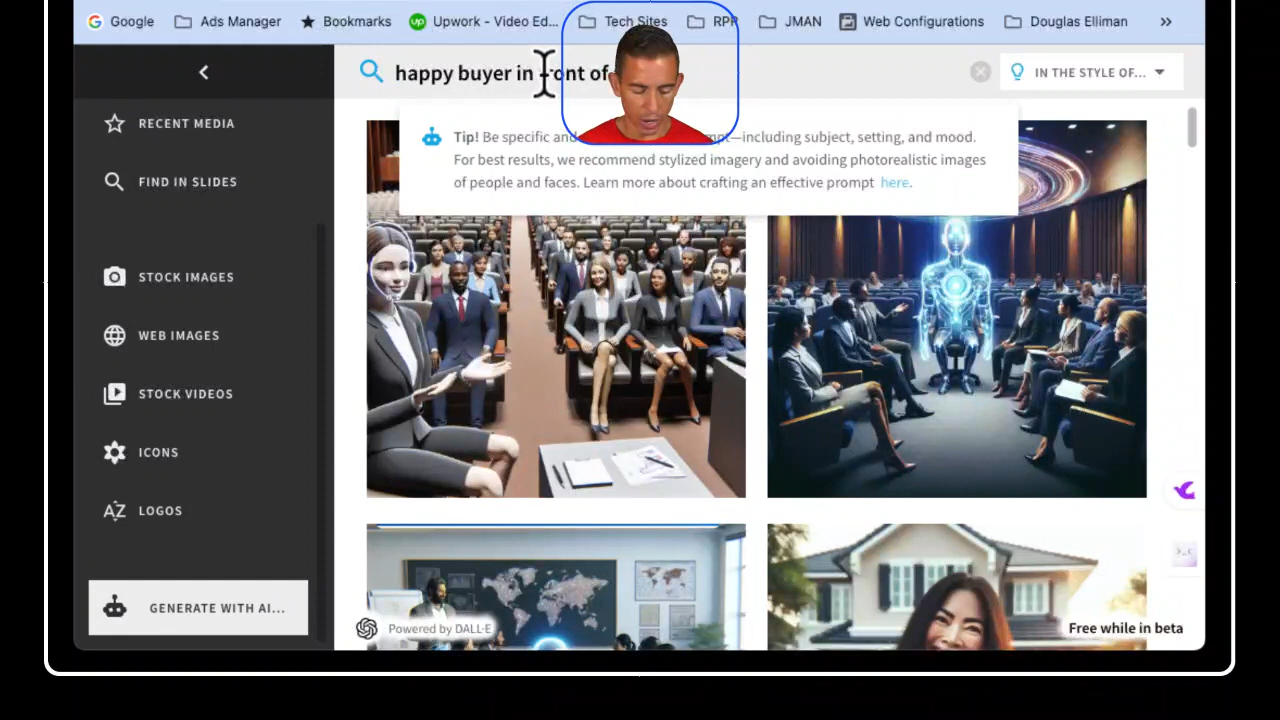 Google
Ads Manager
Bookmarks
Upwork - Video Ed...
Tech Sites
RPR
JMAN
Web Configurations
Douglas Elliman
»
happy buyer in front of
IN THE STYLE OF...
RECENT MEDIA
FIND IN SLIDES
STOCK IMAGES
WEB IMAGES
STOCK VIDEOS
ICONS
LOGOS
GENERATE WITH AI...
Tip! Be specific and —including subject, setting, and mood.
For best results, we recommend stylized imagery and avoiding photorealistic images
of people and faces. Learn more about crafting an effective prompt here.
Powered by DALL·E
Free while in beta